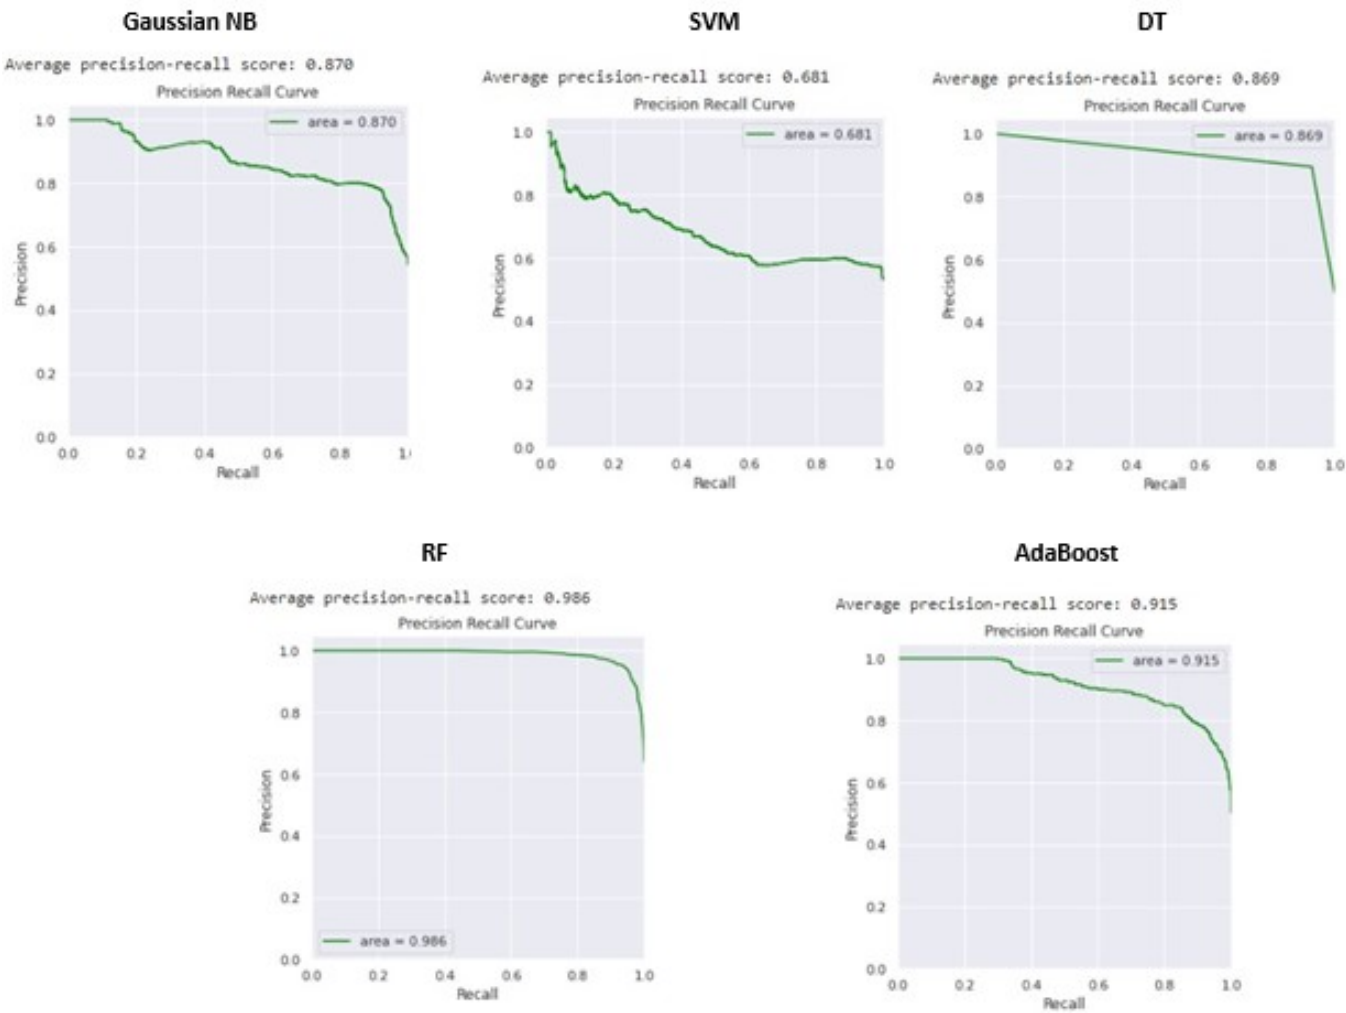 Gaussian NB
Average precision-recall score: 0.870
Precision Recall Curve
area = 0.870
1.0
0.8
0.6
0.4
0.2
0.0
Precision
0.0 0.2 0.4 0.6 0.8 1.
Recall
SVM
Average precision-recall score: 0.681
Precision Recall Curve
area = 0.681
1.0
0.8
0.6
0.4
0.2
0.0
Precision
0.0 0.2 0.4 0.6 0.8 1.0
Recall
DT
Average precision-recall score: 0.869
Precision Recall Curve
area = 0.869
1.0
0.8
0.6
0.4
0.2
0.0
Precision
0.0 0.2 0.4 0.6 0.8 1.0
Recall
RF
Average precision-recall score: 0.986
Precision Recall Curve
1.0
0.8
0.6
0.4
0.2
0.0
Precision
area = 0.986
0.0 0.2 0.4 0.6 0.8 1.0
Recall
AdaBoost
Average precision-recall score: 0.915
Precision Recall Curve
area = 0.915
1.0
0.8
0.6
0.4
0.2
0.0
Precision
0.0 0.2 0.4 0.6 0.8 1.0
Recall